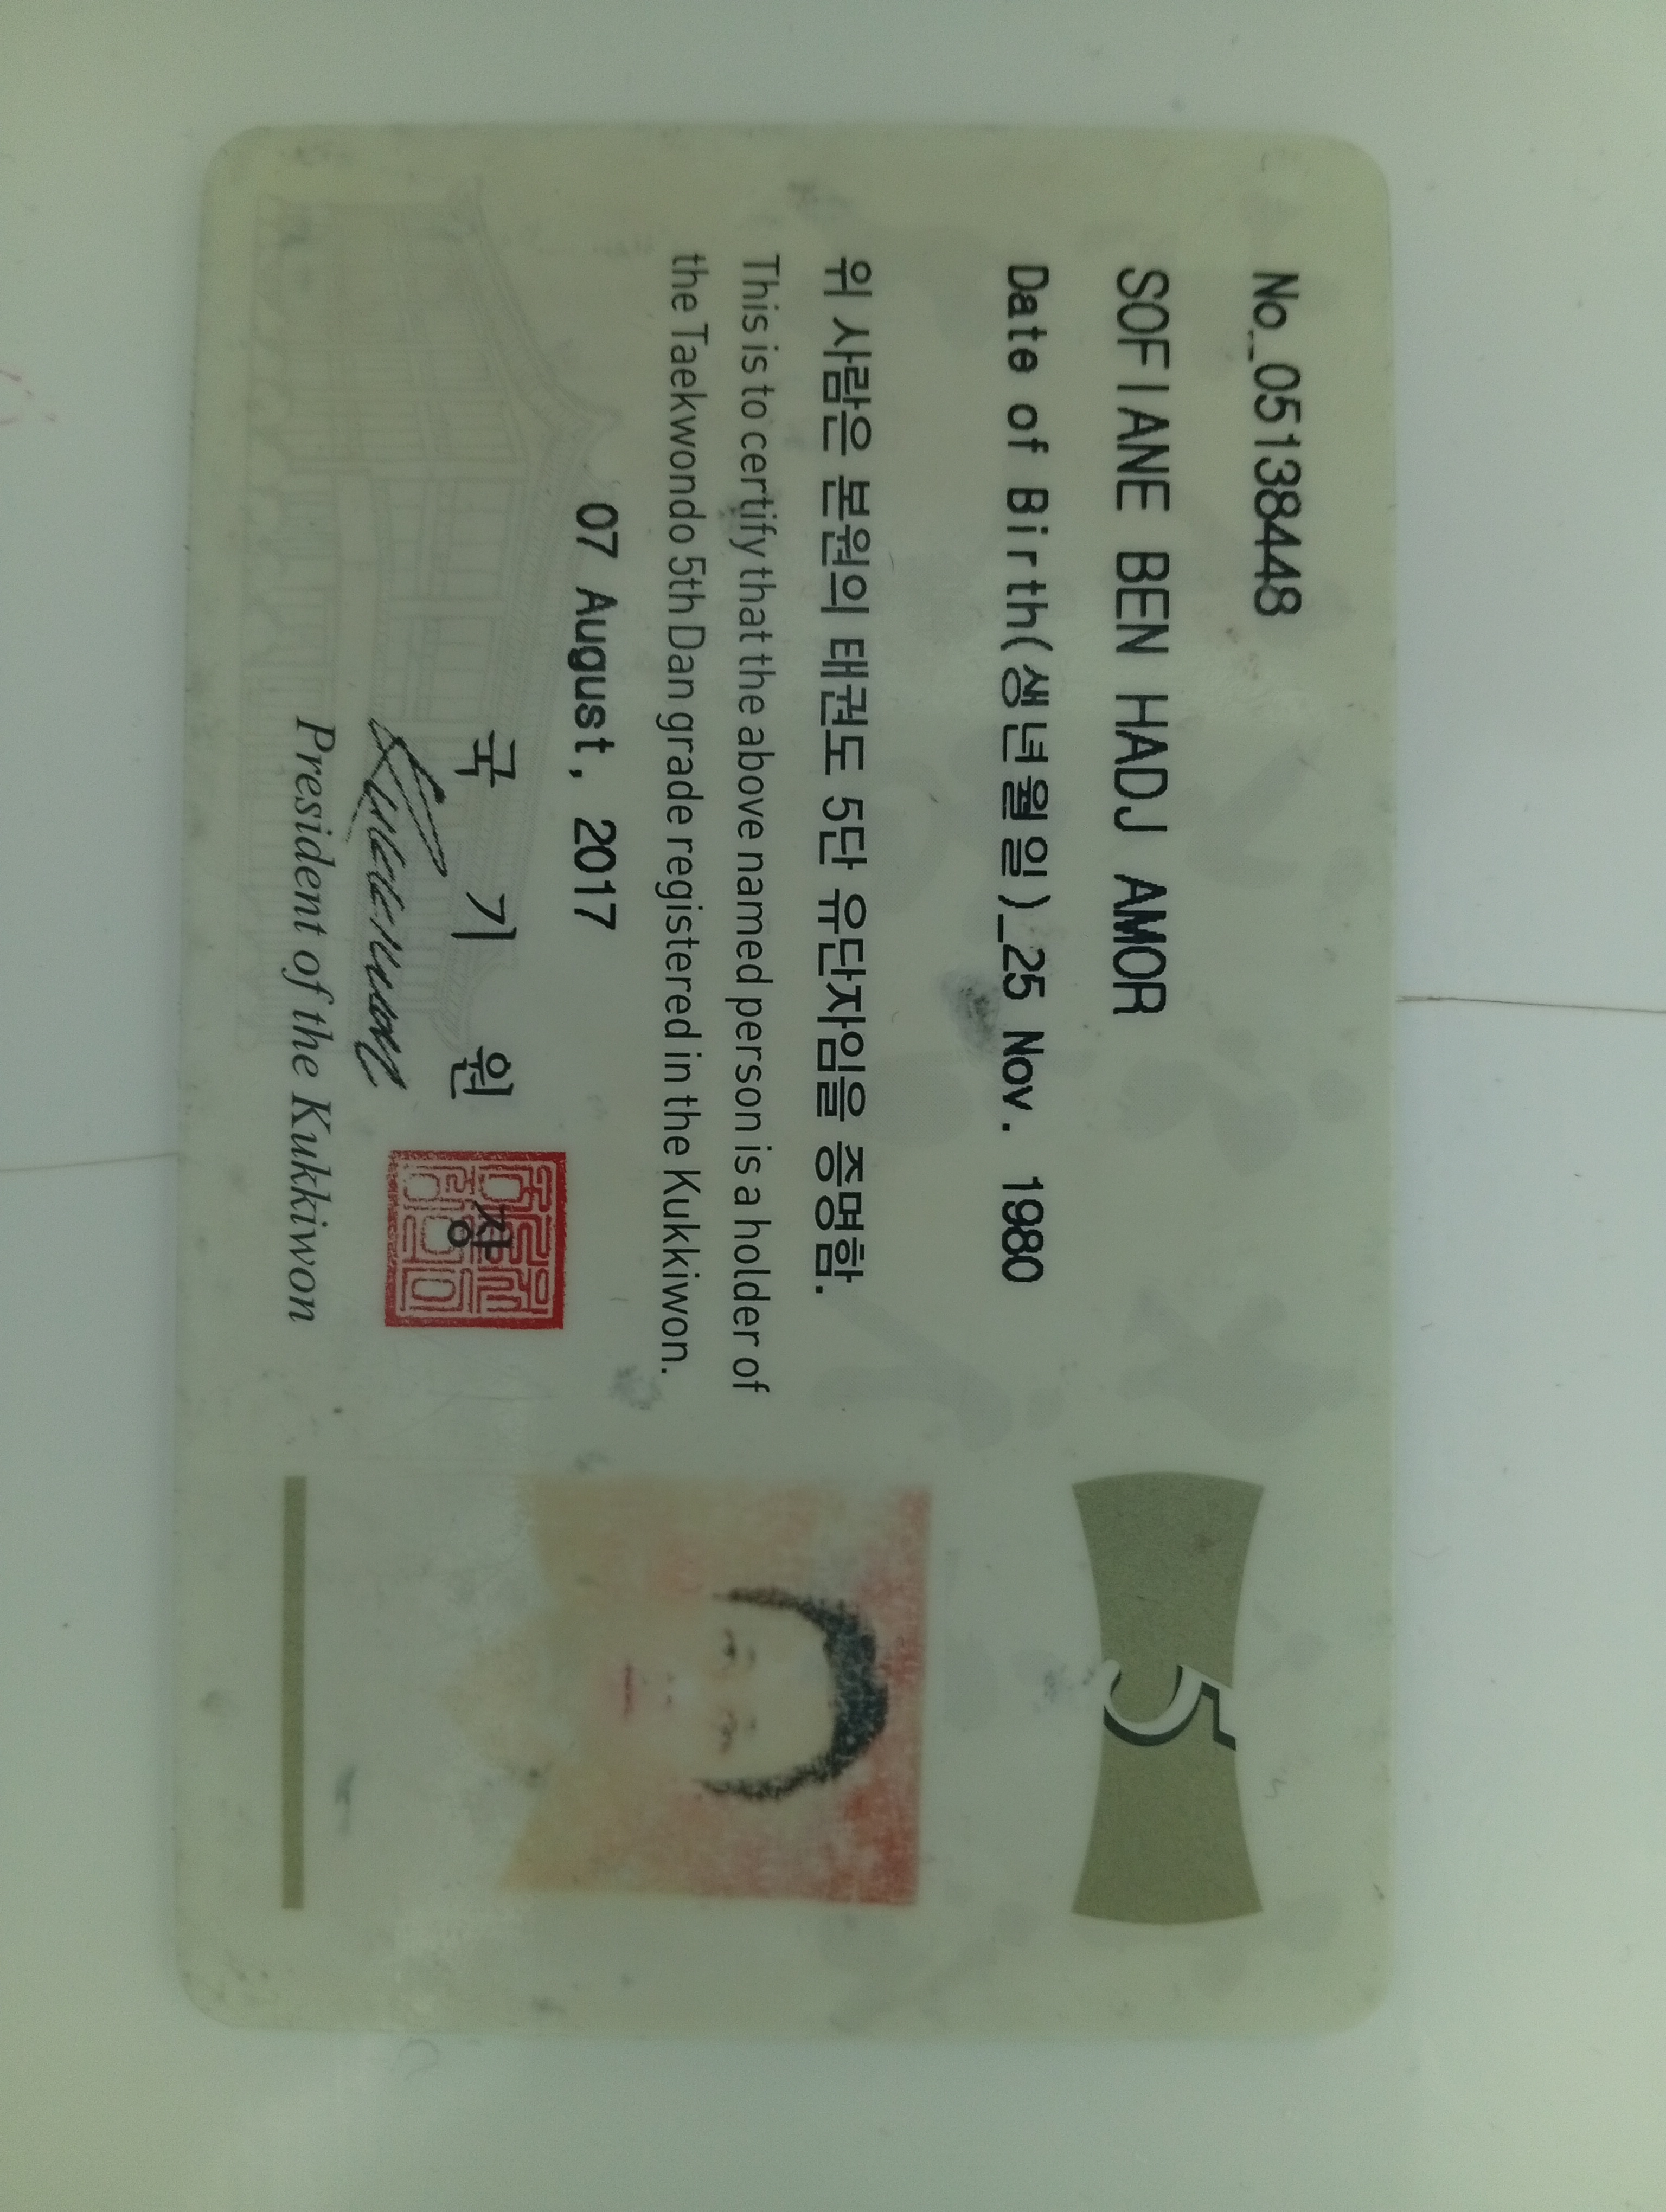 No_05138448
SOFIANE BEN HADJ AMOR
Date of Birth(생년월일)_25 Nov. 1980
위 사람은 본원의 태권도 5단 유단자임을 증명함.
This is to certify that the above named person is a holder of
the Taekwondo 5th Dan grade registered in the Kukkiwon.
07 August, 2017
국 기 원 장
President of the Kukkiwon
5